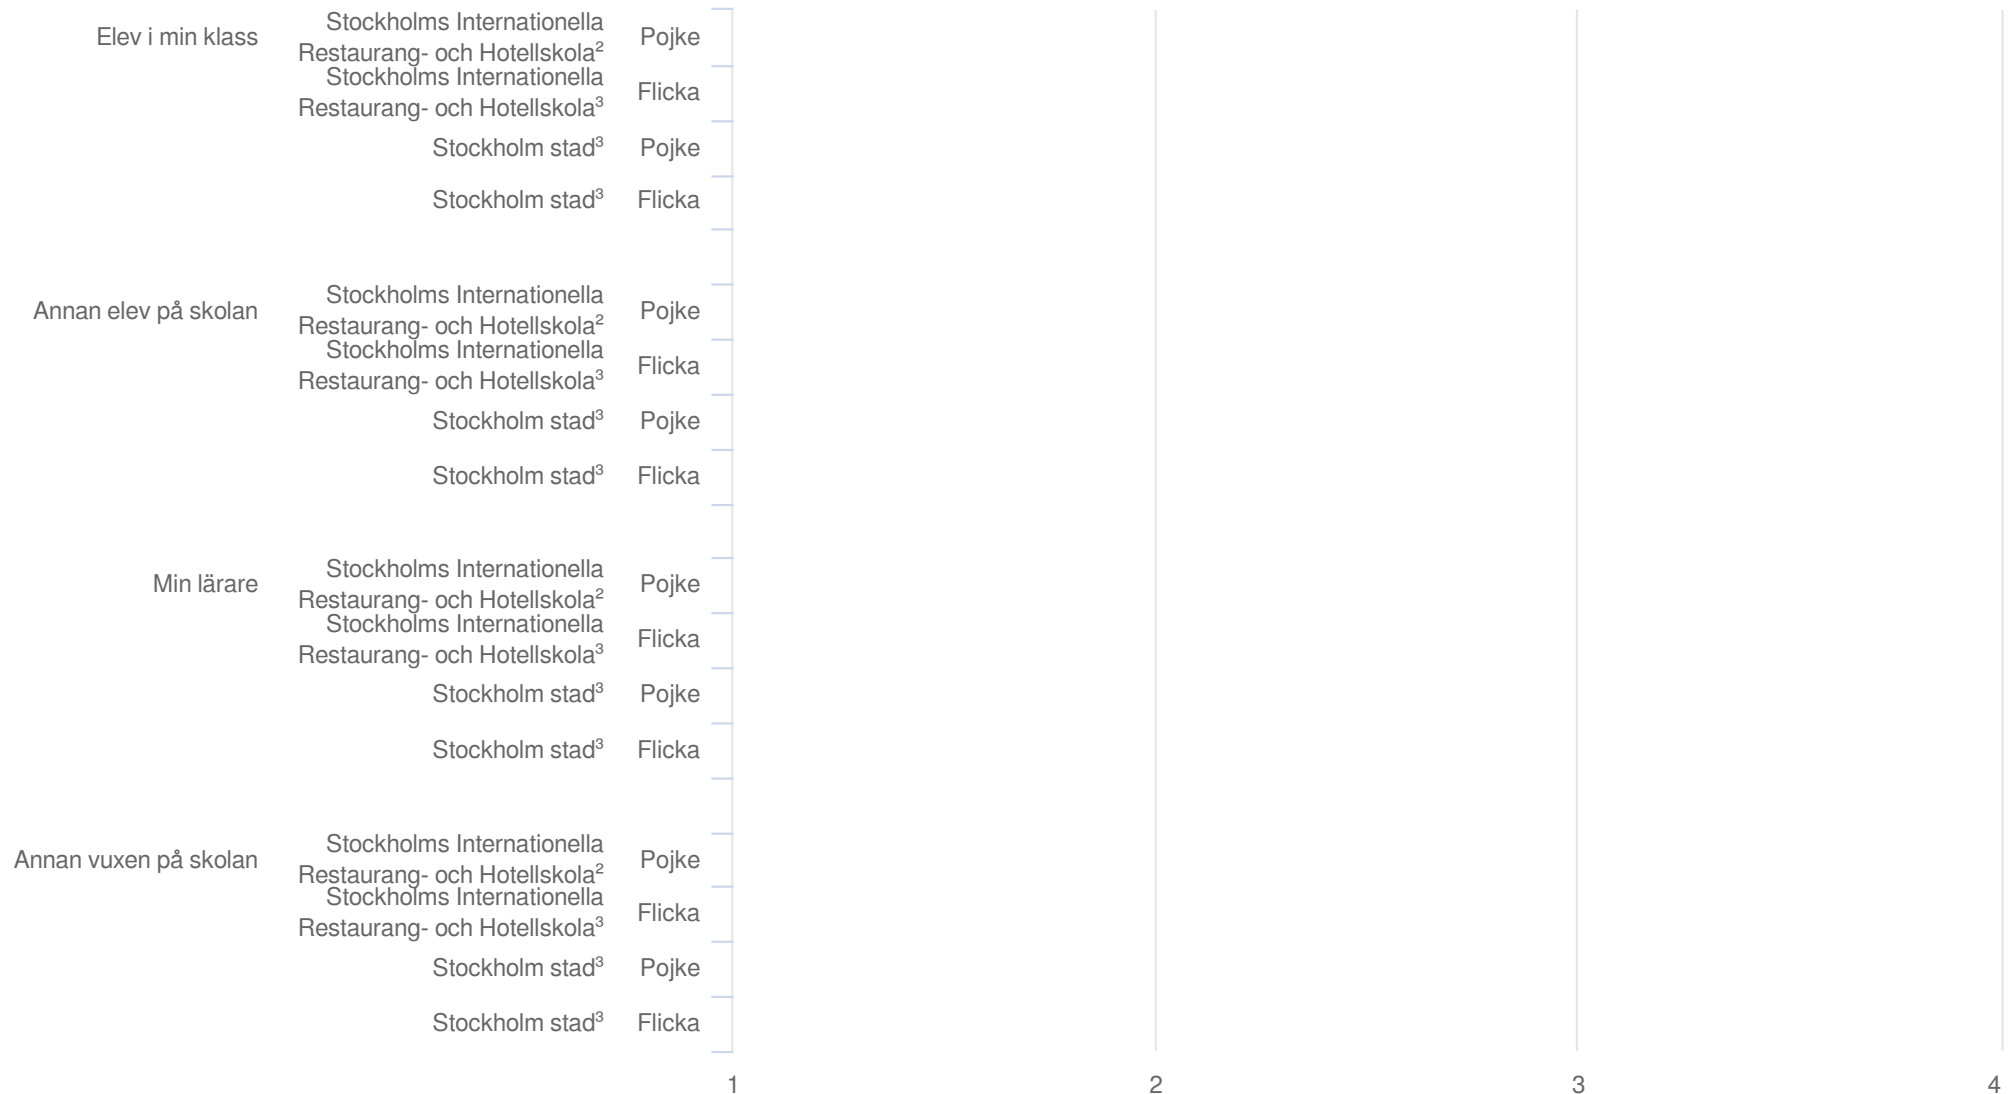 Elev i min klass
Stockholms Internationella
Restaurang- och Hotellskola²
Pojke
Stockholms Internationella
Restaurang- och Hotellskola³
Flicka
Stockholm stad³ Pojke
Stockholm stad³ Flicka
Annan elev på skolan
Stockholms Internationella
Restaurang- och Hotellskola²
Pojke
Stockholms Internationella
Restaurang- och Hotellskola³
Flicka
Stockholm stad³ Pojke
Stockholm stad³ Flicka
Min lärare
Stockholms Internationella
Restaurang- och Hotellskola²
Pojke
Stockholms Internationella
Restaurang- och Hotellskola³
Flicka
Stockholm stad³ Pojke
Stockholm stad³ Flicka
Annan vuxen på skolan
Stockholms Internationella
Restaurang- och Hotellskola²
Pojke
Stockholms Internationella
Restaurang- och Hotellskola³
Flicka
Stockholm stad³ Pojke
Stockholm stad³ Flicka
1 2 3 4